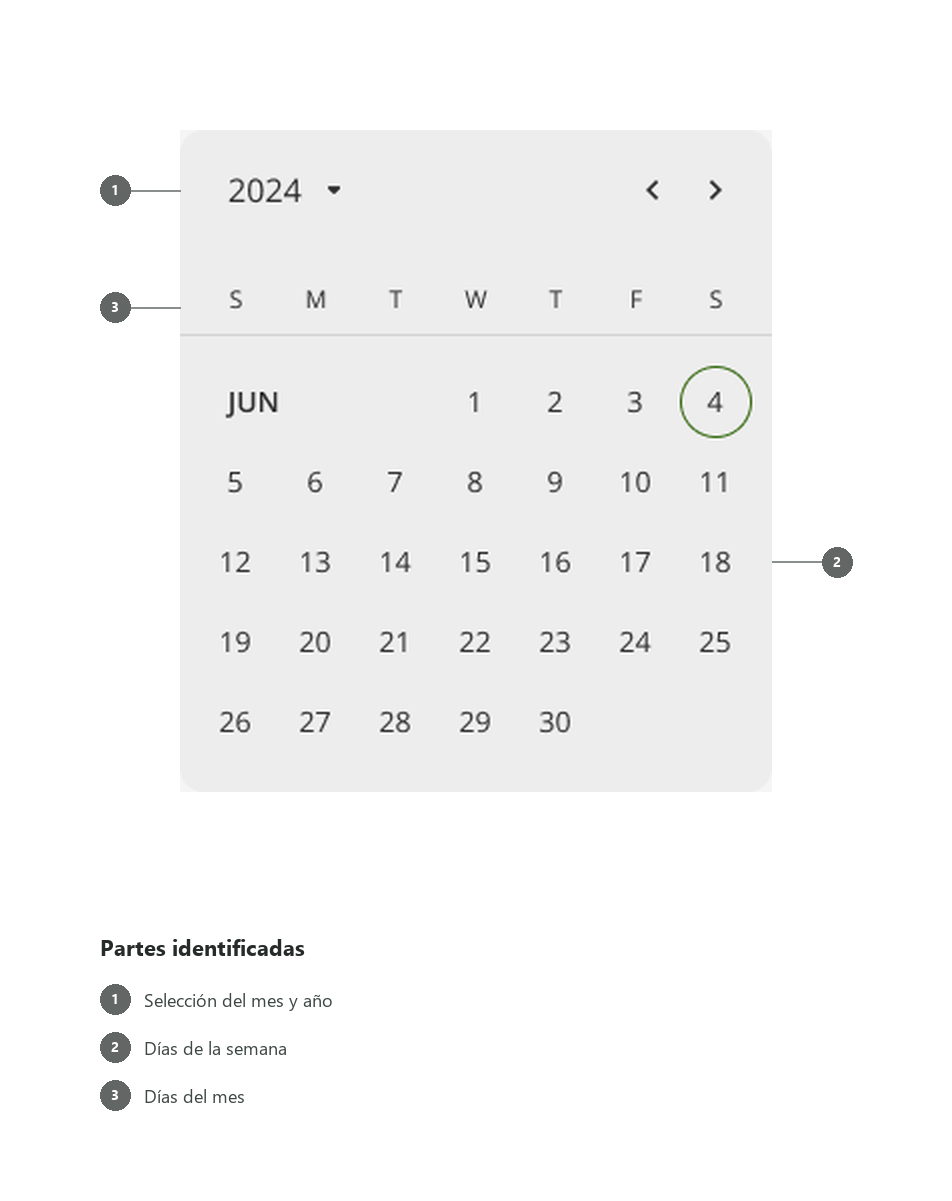 1 2024
3 S M T W T F S
JUN 1 2 3 4
5 6 7 8 9 10 11
12 13 14 15 16 17 18 2
19 20 21 22 23 24 25
26 27 28 29 30
Partes identificadas
1 Selección del mes y año
2 Días de la semana
3 Días del mes